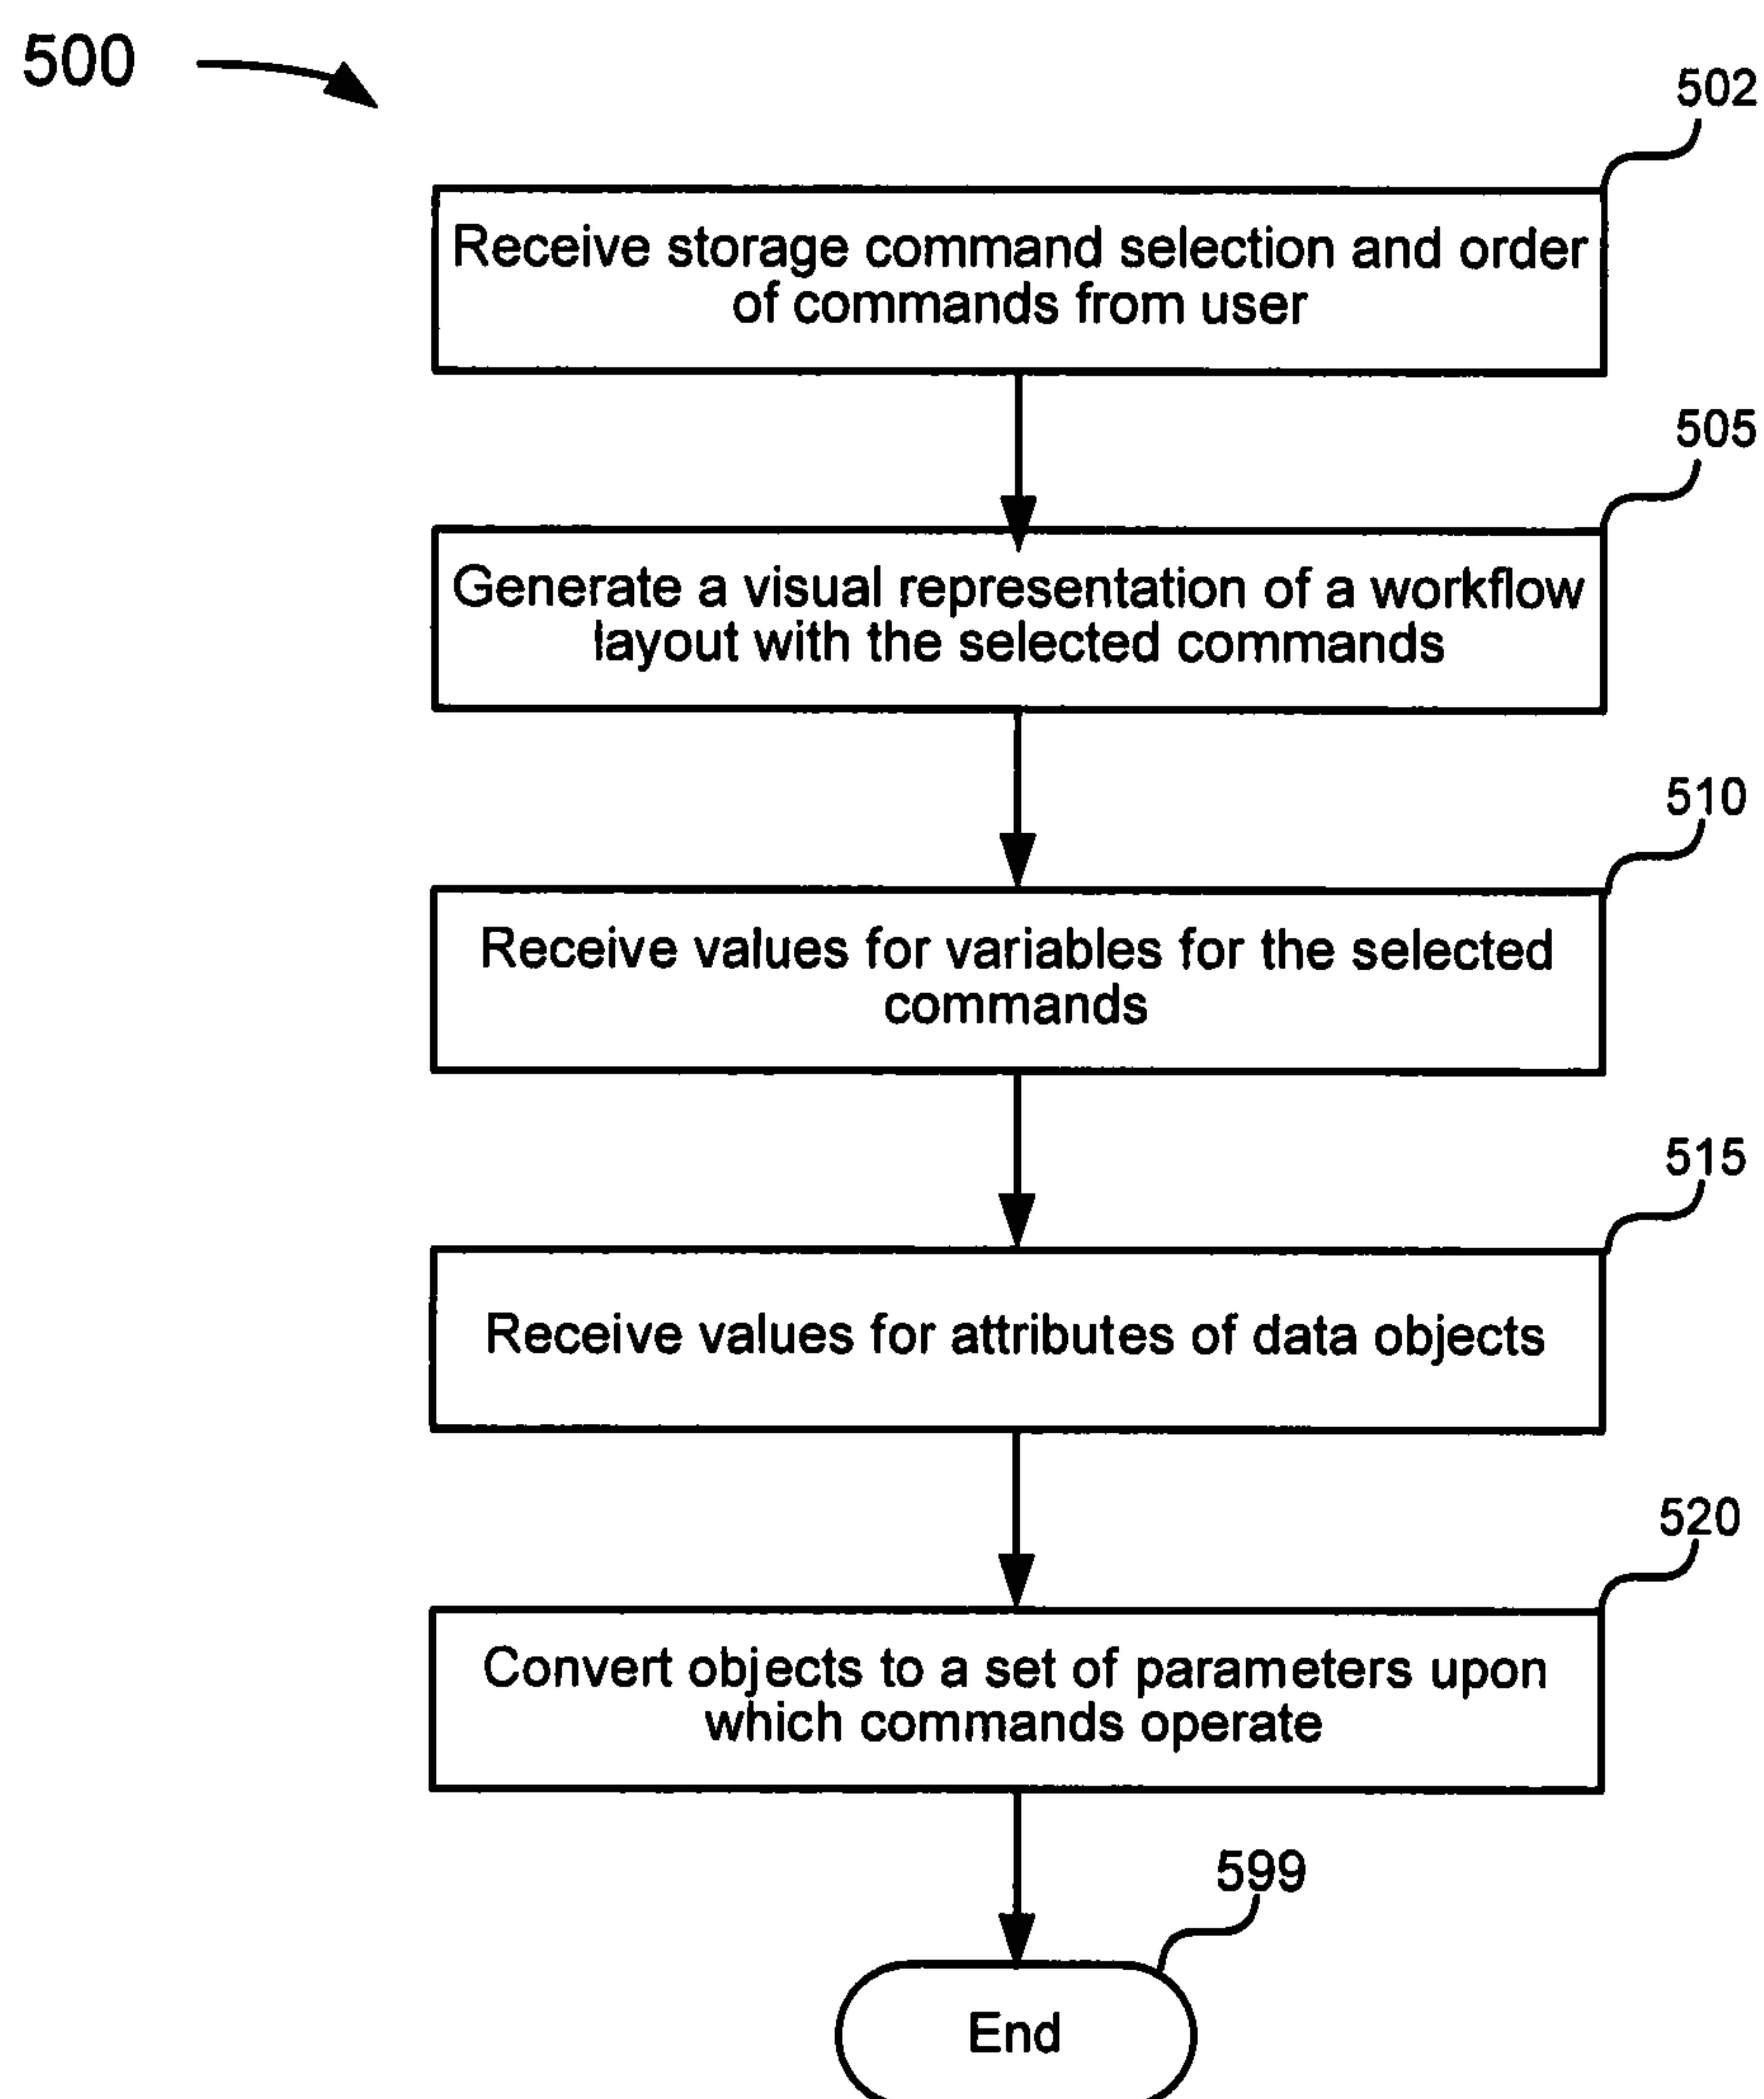 500
502
Receive storage command selection and order
of commands from user
505
Generate a visual representation of a workflow
layout with the selected commands
510
Receive values for variables for the selected
commands
515
Receive values for attributes of data objects
520
Convert objects to a set of parameters upon
which commands operate
599
End